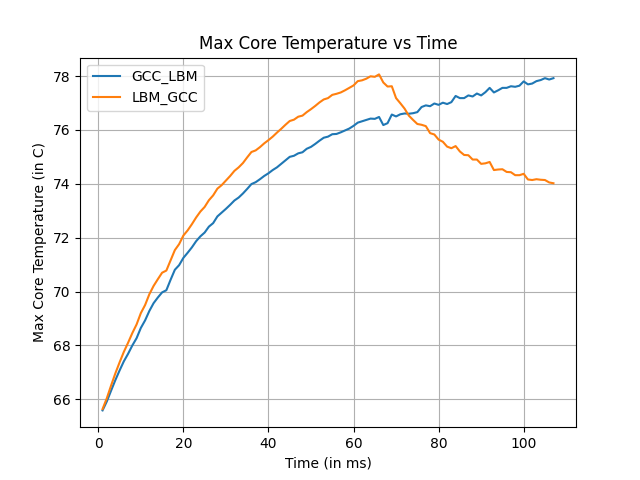 Max Core Temperature vs Time
GCC_LBM
LBM_GCC
Max Core Temperature (in C)
78
76
74
72
70
68
66
0 20 40 60 80 100
Time (in ms)